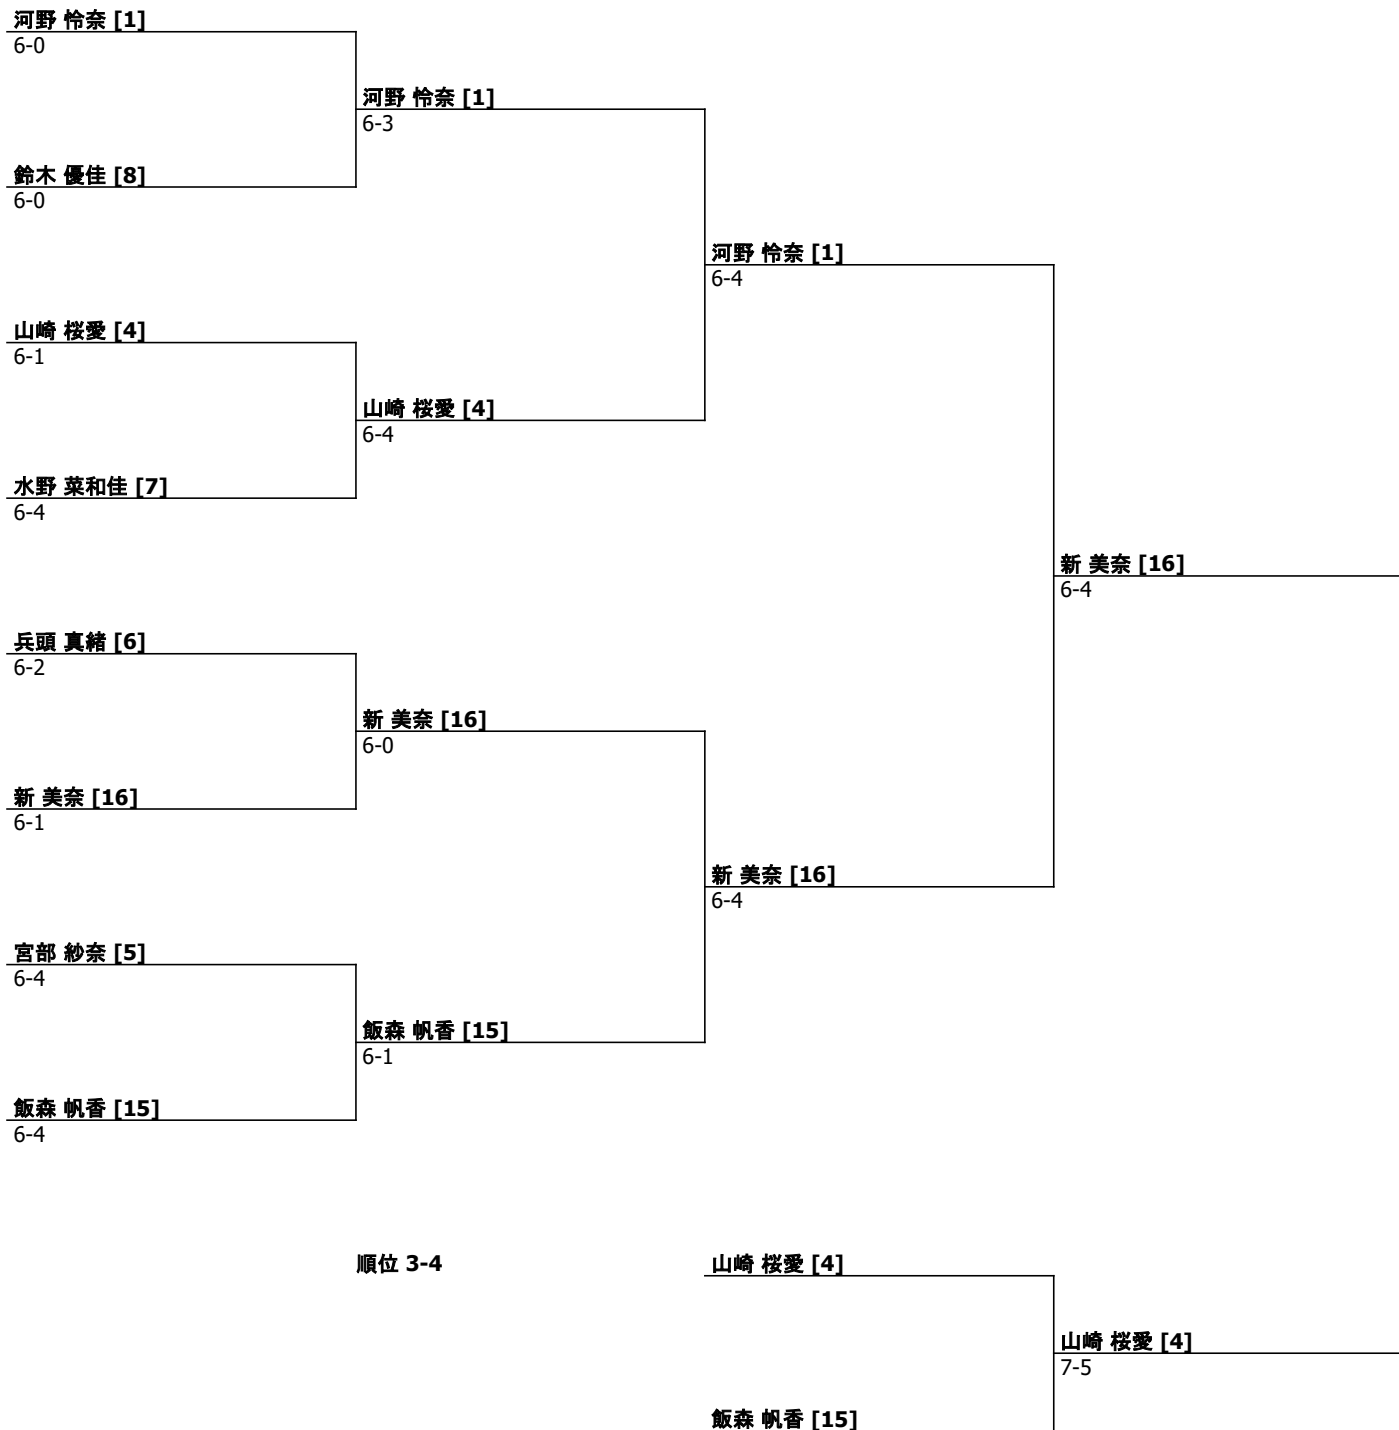 河野 怜奈 [1]
6-0
河野 怜奈 [1]
6-3
鈴木 優佳 [8]
6-0
河野 怜奈 [1]
6-4
山崎 桜愛 [4]
6-1
山崎 桜愛 [4]
6-4
水野 菜和佳 [7]
6-4
新 美奈 [16]
6-4
兵頭 真緒 [6]
6-2
新 美奈 [16]
6-0
新 美奈 [16]
6-1
新 美奈 [16]
6-4
宮部 紗奈 [5]
6-4
飯森 帆香 [15]
6-1
飯森 帆香 [15]
6-4
順位 3-4
山崎 桜愛 [4]
山崎 桜愛 [4]
7-5
飯森 帆香 [15]